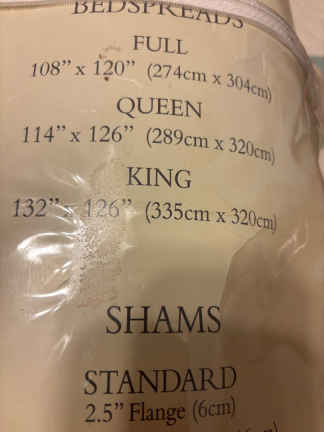 BEDSPREADS
FULL
108” x 120” (274cm x 304cm)
QUEEN
114” x 126” (289cm x 320cm)
KING
132” x 126” (335cm x 320cm)
SHAMS
STANDARD
2.5” Flange (6cm)